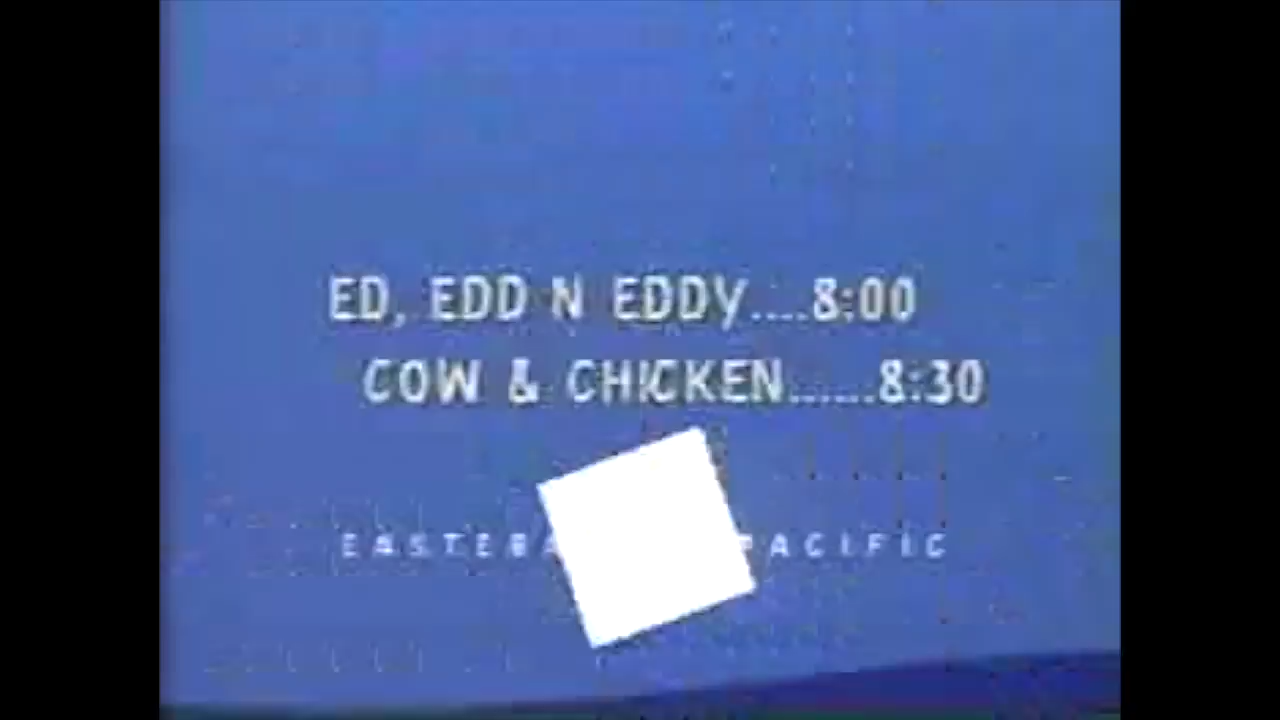 ED, EDD N EDDY....8:00
COW & CHICKEN......8:30
PACIFIC